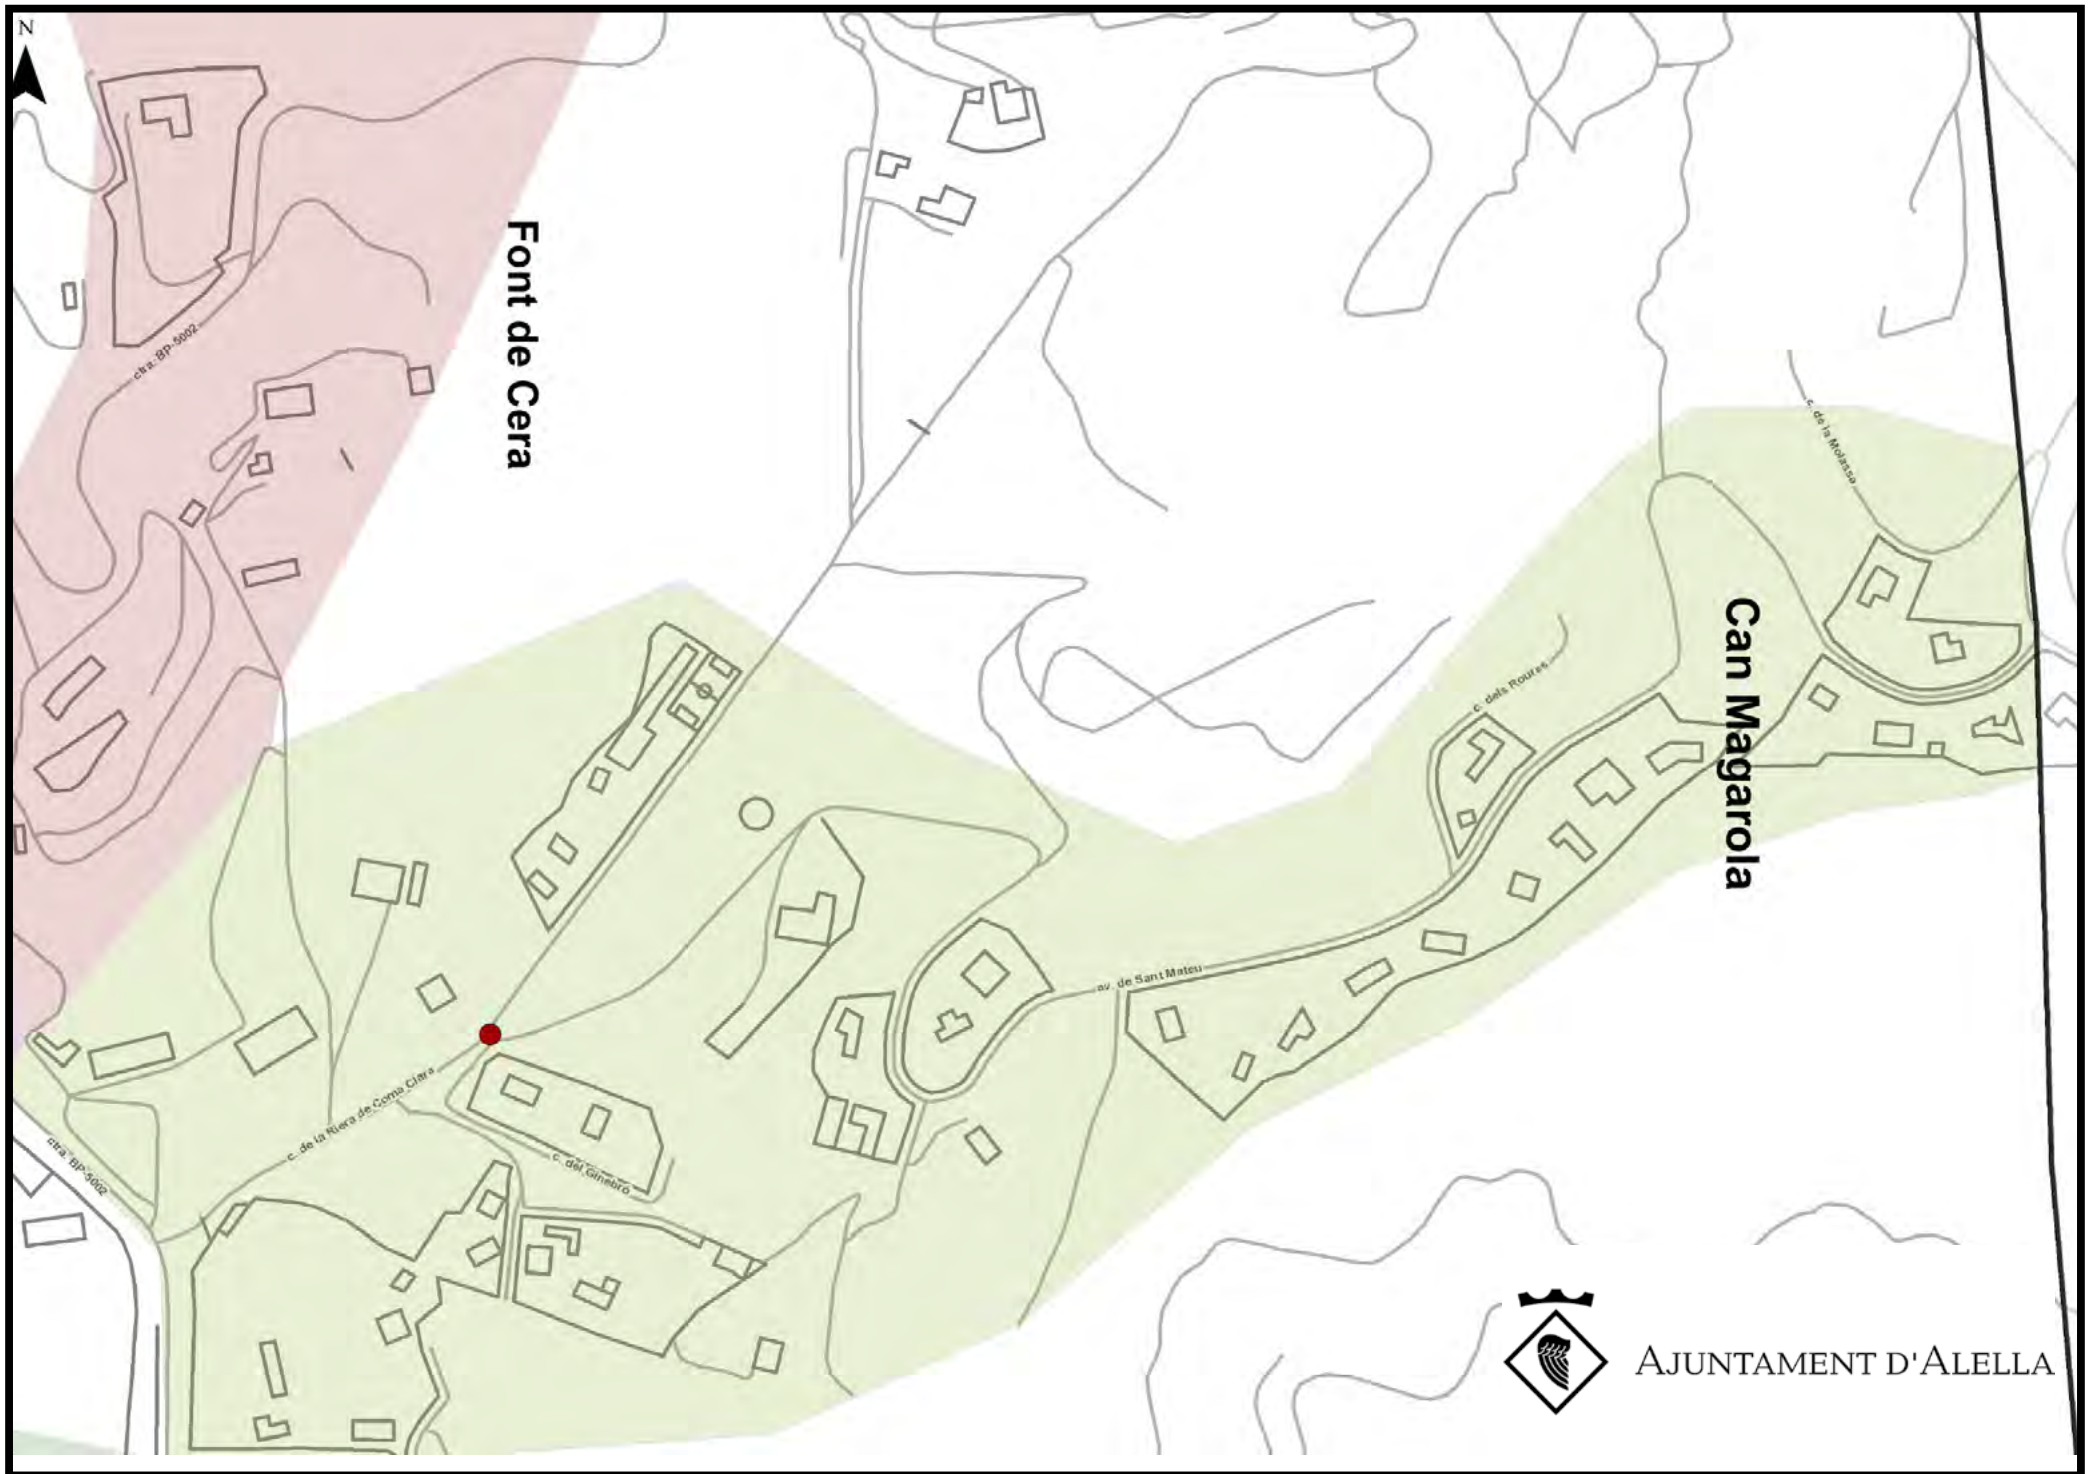 N
Font de Cera
ctra. BP-5002
c. de la Molassa
Can Magarola
c. dels Roures
av. de Sant Mateu
c. de la Riera de Coma Clara
ctra. BP-5002
c. del Ginebró
AJUNTAMENT D'ALELLA